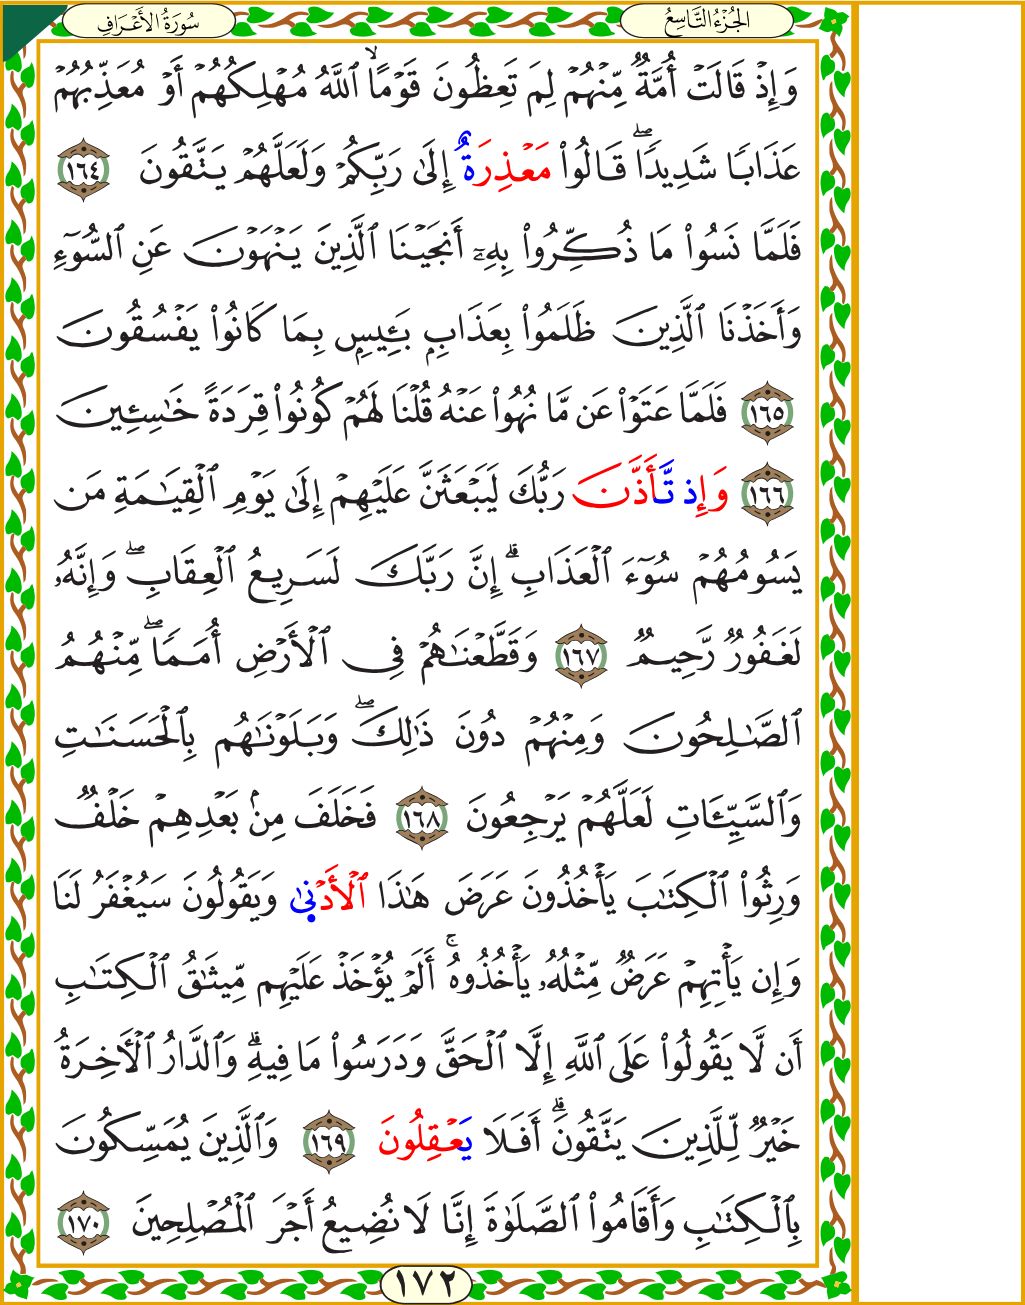 سُورَةُ الأَعْرَافِ
الجُزْءُ التَّاسِعُ
وَإِذْ قَالَتْ أُمَّةٌ مِّنْهُمْ لِمَ تَعِظُونَ قَوْمًا ۙ ٱللَّهُ مُهْلِكُهُمْ أَوْ مُعَذِّبُهُمْ
عَذَابًا شَدِيدًا ۖ قَالُوا۟ مَعْذِرَةٌ إِلَىٰ رَبِّكُمْ وَلَعَلَّهُمْ يَتَّقُونَ ١٦٤
فَلَمَّا نَسُوا۟ مَا ذُكِّرُوا۟ بِهِۦٓ أَنجَيْنَا ٱلَّذِينَ يَنْهَوْنَ عَنِ ٱلسُّوٓءِ
وَأَخَذْنَا ٱلَّذِينَ ظَلَمُوا۟ بِعَذَابٍۭ بَـِٔيسٍۭ بِمَا كَانُوا۟ يَفْسُقُونَ
١٦٥ فَلَمَّا عَتَوْا۟ عَن مَّا نُهُوا۟ عَنْهُ قُلْنَا لَهُمْ كُونُوا۟ قِرَدَةً خَٰسِـِٔينَ
١٦٦ وَإِذ تَّأَذَّنَ رَبُّكَ لَيَبْعَثَنَّ عَلَيْهِمْ إِلَىٰ يَوْمِ ٱلْقِيَٰمَةِ مَن
يَسُومُهُمْ سُوٓءَ ٱلْعَذَابِ ۗ إِنَّ رَبَّكَ لَسَرِيعُ ٱلْعِقَابِ ۖ وَإِنَّهُۥ
لَغَفُورٌ رَّحِيمٌ ١٦٧ وَقَطَّعْنَٰهُمْ فِى ٱلْأَرْضِ أُمَمًا ۖ مِّنْهُمُ
ٱلصَّٰلِحُونَ وَمِنْهُمْ دُونَ ذَٰلِكَ ۖ وَبَلَوْنَٰهُم بِٱلْحَسَنَٰتِ
وَٱلسَّيِّـَٔاتِ لَعَلَّهُمْ يَرْجِعُونَ ١٦٨ فَخَلَفَ مِنۢ بَعْدِهِمْ خَلْفٌ
وَرِثُوا۟ ٱلْكِتَٰبَ يَأْخُذُونَ عَرَضَ هَٰذَا ٱلْأَدْنَىٰ وَيَقُولُونَ سَيُغْفَرُ لَنَا
وَإِن يَأْتِهِمْ عَرَضٌ مِّثْلُهُۥ يَأْخُذُوهُ ۚ أَلَمْ يُؤْخَذْ عَلَيْهِم مِّيثَٰقُ ٱلْكِتَٰبِ
أَن لَّا يَقُولُوا۟ عَلَى ٱللَّهِ إِلَّا ٱلْحَقَّ وَدَرَسُوا۟ مَا فِيهِ ۗ وَٱلدَّارُ ٱلْءَاخِرَةُ
خَيْرٌ لِّلَّذِينَ يَتَّقُونَ ۗ أَفَلَا يَعْقِلُونَ ١٦٩ وَٱلَّذِينَ يُمَسِّكُونَ
بِٱلْكِتَٰبِ وَأَقَامُوا۟ ٱلصَّلَوٰةَ إِنَّا لَا نُضِيعُ أَجْرَ ٱلْمُصْلِحِينَ ١٧٠
١٧٢